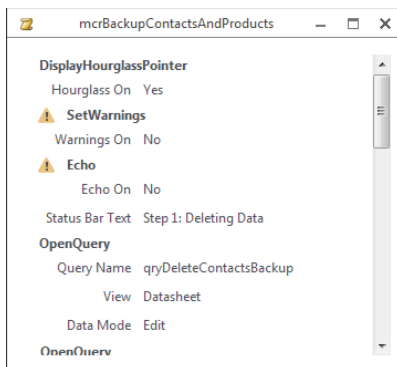 mcrBackupContactsAndProducts
DisplayHourglassPointer
Hourglass On Yes
SetWarnings
Warnings On No
Echo
Echo On No
Status Bar Text Step 1: Deleting Data
OpenQuery
Query Name qryDeleteContactsBackup
View Datasheet
Data Mode Edit
OpenQuery